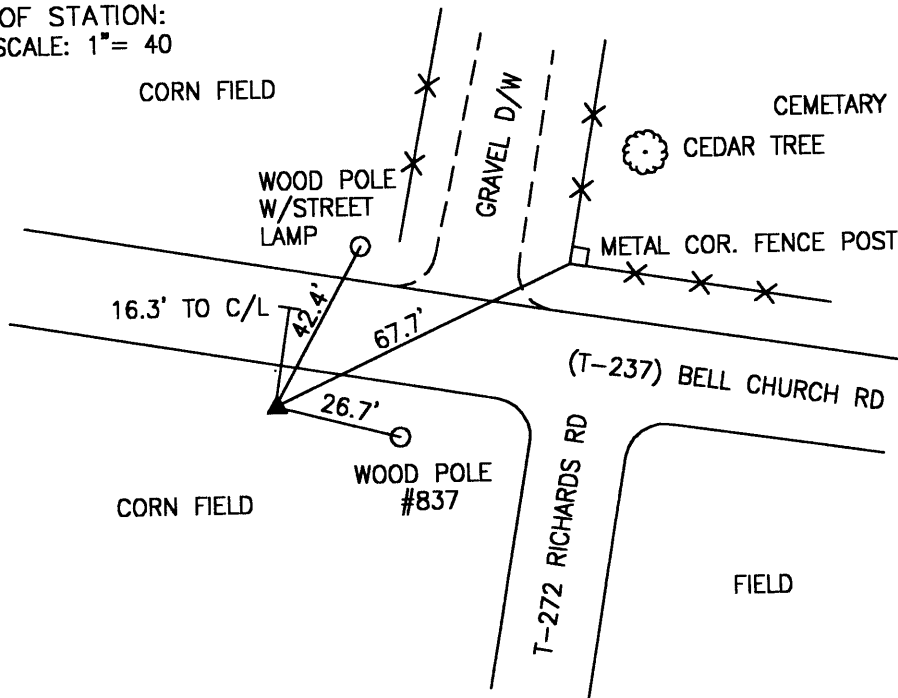 OF STATION:
SCALE: 1"= 40
CORN FIELD
GRAVEL D/W
CEMETARY
CEDAR TREE
WOOD POLE
W/STREET
LAMP
METAL COR. FENCE POST
16.3' TO C/L
42.4'
67.7'
(T-237) BELL CHURCH RD
26.7'
WOOD POLE
#837
CORN FIELD
T-272 RICHARDS RD
FIELD